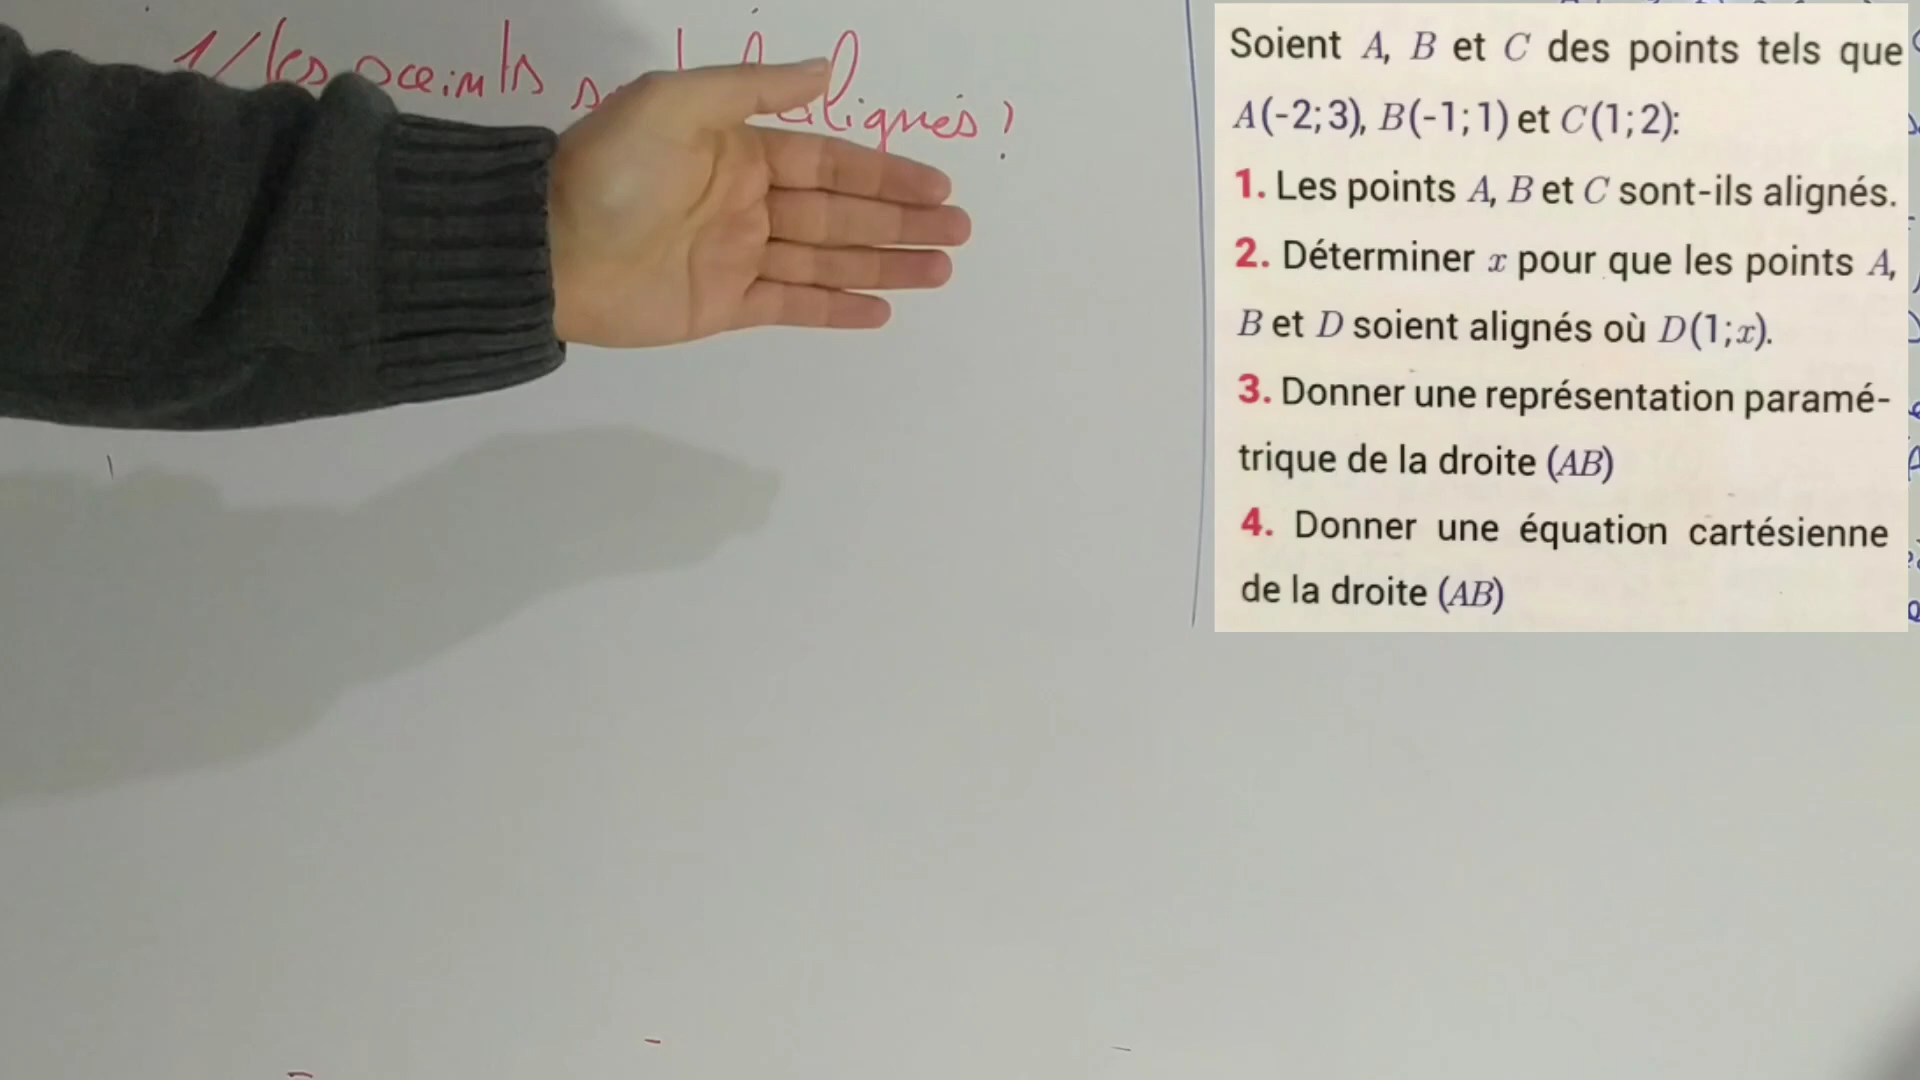 1/ les points alignés ?
Soient A, B et C des points tels que
A(-2;3), B(-1;1) et C(1;2):
1. Les points A, B et C sont-ils alignés.
2. Déterminer x pour que les points A,
B et D soient alignés où D(1;x).
3. Donner une représentation paramé-
trique de la droite (AB)
4. Donner une équation cartésienne
de la droite (AB)